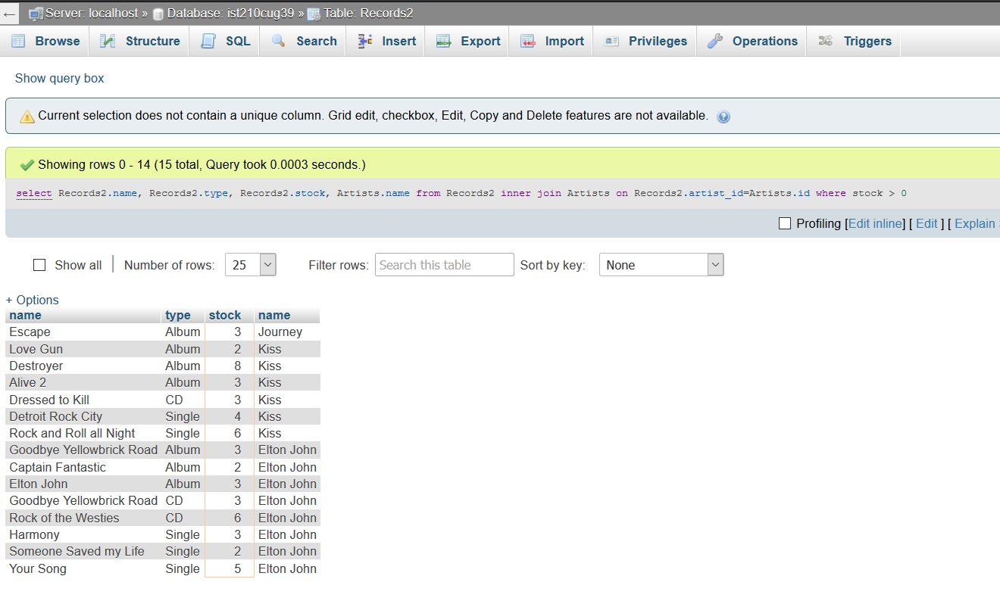 ← Server: localhost » Database: ist210cug39 » Table: Records2
Browse Structure SQL Search Insert Export Import Privileges Operations Triggers
Show query box
Current selection does not contain a unique column. Grid edit, checkbox, Edit, Copy and Delete features are not available.
Showing rows 0 - 14 (15 total, Query took 0.0003 seconds.)
select Records2.name, Records2.type, Records2.stock, Artists.name from Records2 inner join Artists on Records2.artist_id=Artists.id where stock > 0
Profiling [Edit inline] [ Edit ] [ Explain
Show all | Number of rows: 25 Filter rows: Search this table Sort by key: None
+ Options
name type stock name
Escape Album 3 Journey
Love Gun Album 2 Kiss
Destroyer Album 8 Kiss
Alive 2 Album 3 Kiss
Dressed to Kill CD 3 Kiss
Detroit Rock City Single 4 Kiss
Rock and Roll all Night Single 6 Kiss
Goodbye Yellowbrick Road Album 3 Elton John
Captain Fantastic Album 2 Elton John
Elton John Album 3 Elton John
Goodbye Yellowbrick Road CD 3 Elton John
Rock of the Westies CD 6 Elton John
Harmony Single 3 Elton John
Someone Saved my Life Single 2 Elton John
Your Song Single 5 Elton John